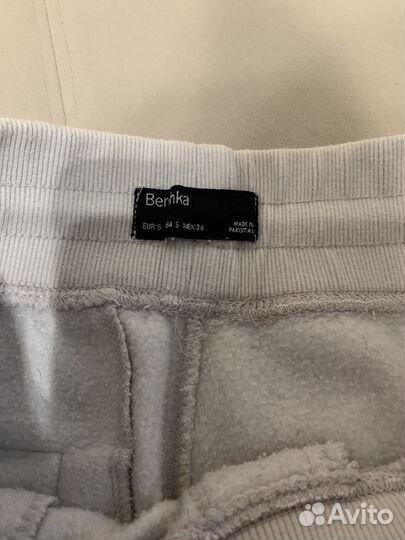 Bershka
EUR S USA S MEX 36
MADE IN
PAKISTAN
Avito